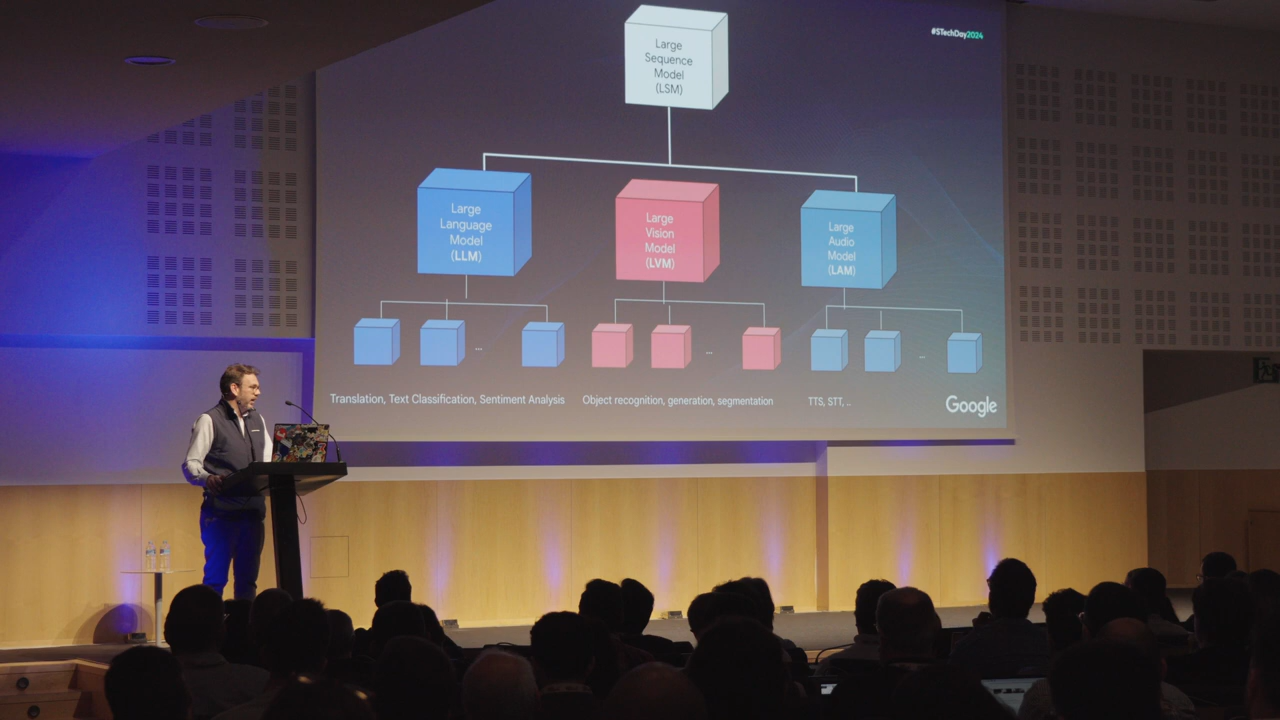 #STechDay2024
Large
Sequence
Model
(LSM)
Large
Language
Model
(LLM)
Large
Vision
Model
(LVM)
Large
Audio
Model
(LAM)
...
...
...
Translation, Text Classification, Sentiment Analysis
Object recognition, generation, segmentation
TTS, STT, ..
Google